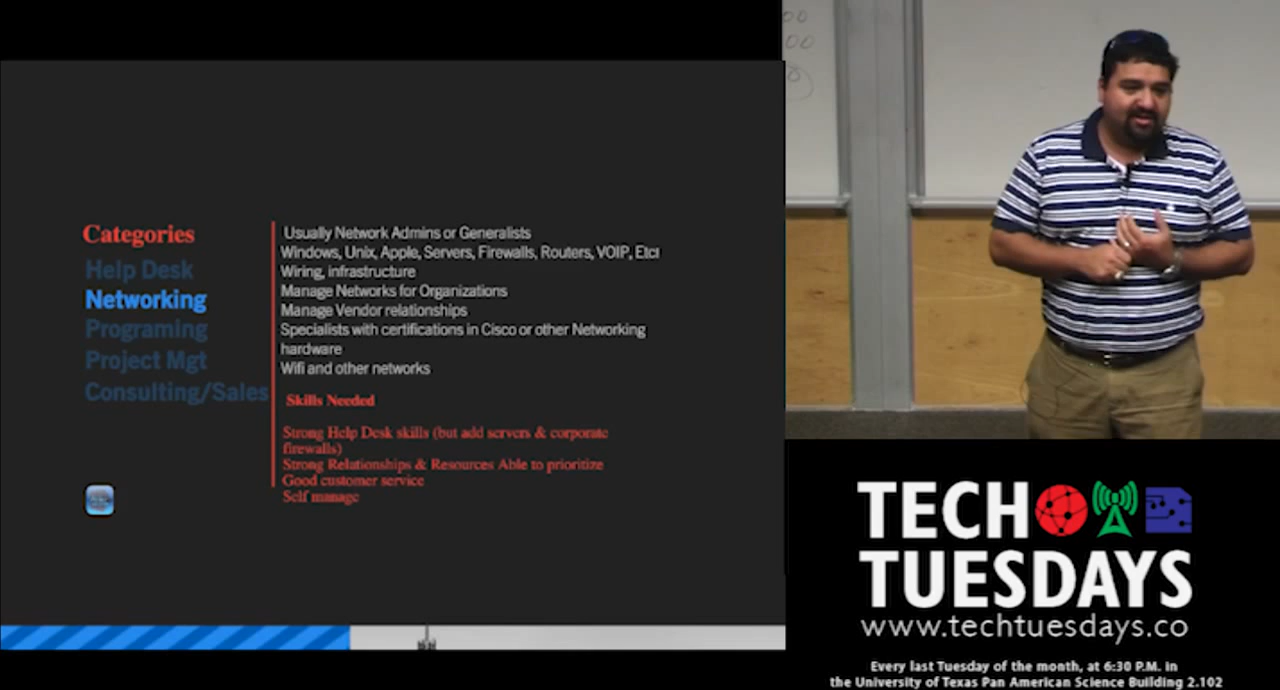 Categories
Help Desk
Networking
Programing
Project Mgt
Consulting/Sales
Usually Network Admins or Generalists
Windows, Unix, Apple, Servers, Firewalls, Routers, VOIP, Etc!
Wiring, infrastructure
Manage Networks for Organizations
Manage Vendor relationships
Specialists with certifications in Cisco or other Networking
hardware
Wifi and other networks
Skills Needed
Strong Help Desk skills (but add servers & corporate
firewalls)
Strong Relationships & Resources Able to prioritize
Good customer service
Self manage
TECH
TUESDAYS
www.techtuesdays.co
Every last Tuesday of the month, at 6:30 P.M. in
the University of Texas Pan American Science Building 2.102